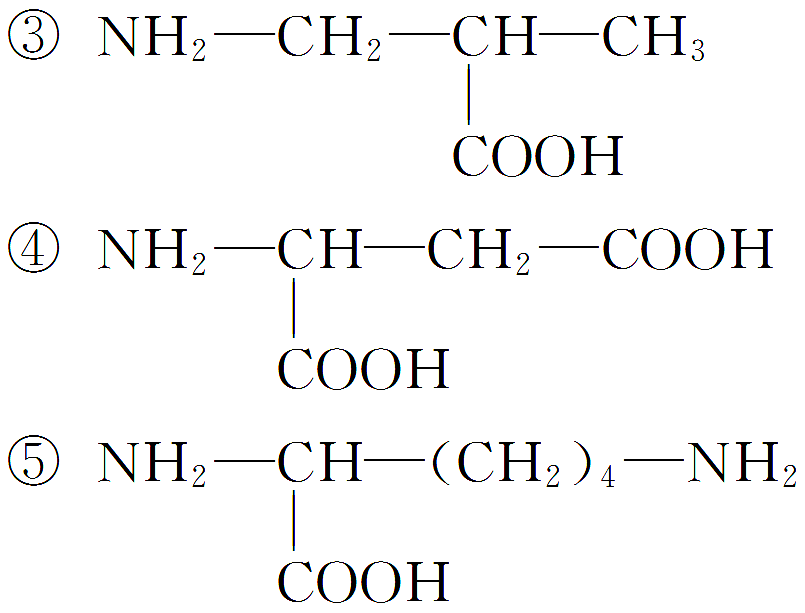 ③ NH₂—CH₂—CH—CH₃
COOH
④ NH₂—CH—CH₂—COOH
COOH
⑤ NH₂—CH—(CH₂)₄—NH₂
COOH